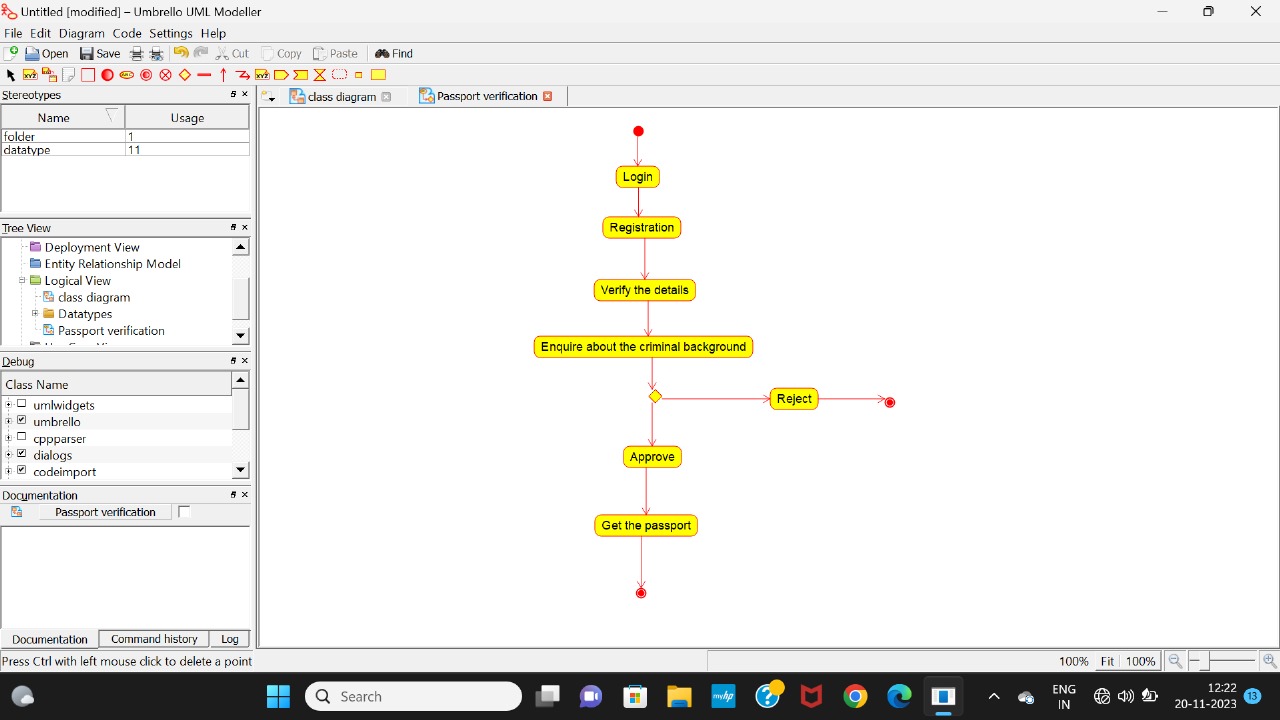 Untitled [modified] – Umbrello UML Modeller
File Edit Diagram Code Settings Help
Open Save Cut Copy Paste Find
Stereotypes
class diagram Passport verification
Name Usage
folder 1
datatype 11
Tree View
Deployment View
Entity Relationship Model
Logical View
class diagram
Datatypes
Passport verification
Debug
Class Name
umlwidgets
umbrello
cppparser
dialogs
codeimport
Documentation
Passport verification
Documentation Command history Log
Login
Registration
Verify the details
Enquire about the criminal background
Reject
Approve
Get the passport
Press Ctrl with left mouse click to delete a point
100% Fit 100%
Search
ENG
IN
12:22
20-11-2023
13